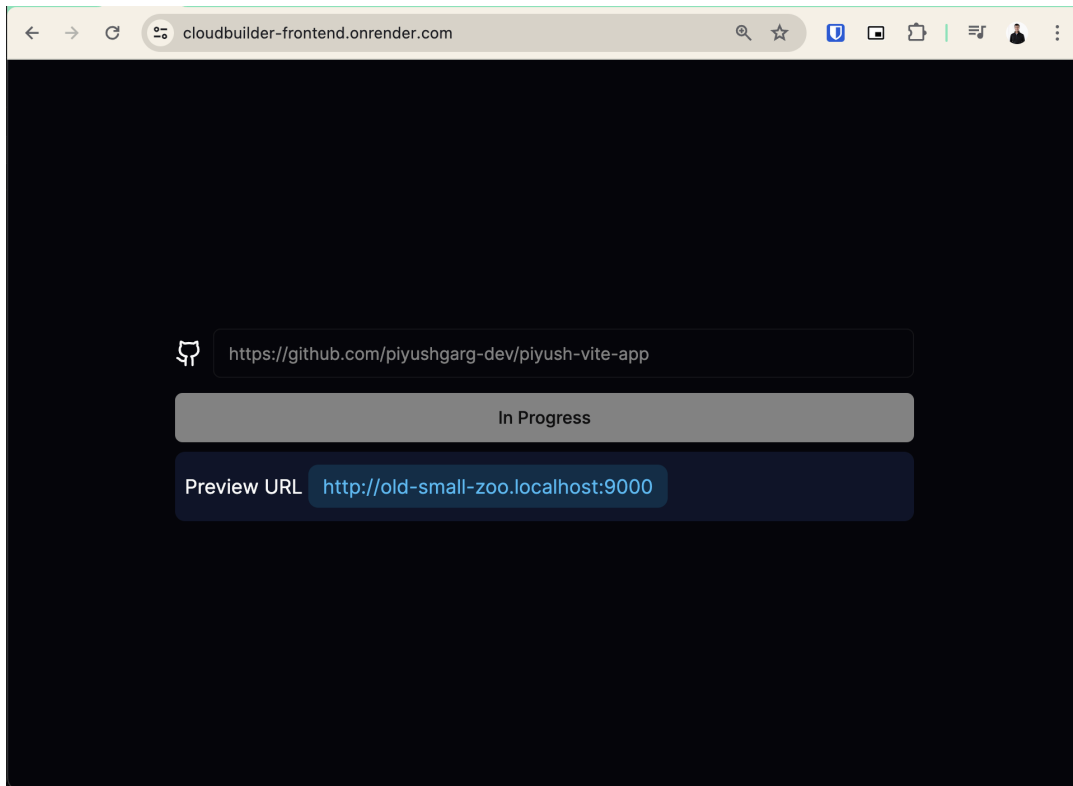 cloudbuilder-frontend.onrender.com
https://github.com/piyushgarg-dev/piyush-vite-app
In Progress
Preview URL http://old-small-zoo.localhost:9000